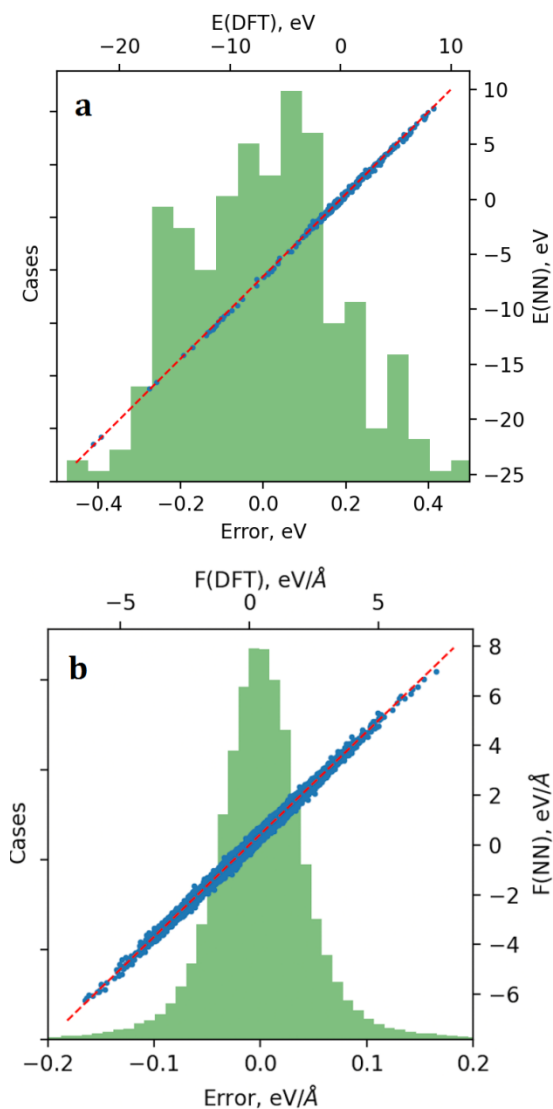 E(DFT), eV
−20 −10 0 10
a
Cases
10
5
0
−5
−10
−15
−20
−25
E(NN), eV
−0.4 −0.2 0.0 0.2 0.4
Error, eV
F(DFT), eV/Å
−5 0 5
b
Cases
8
6
4
2
0
−2
−4
−6
F(NN), eV/Å
−0.2 −0.1 0.0 0.1 0.2
Error, eV/Å